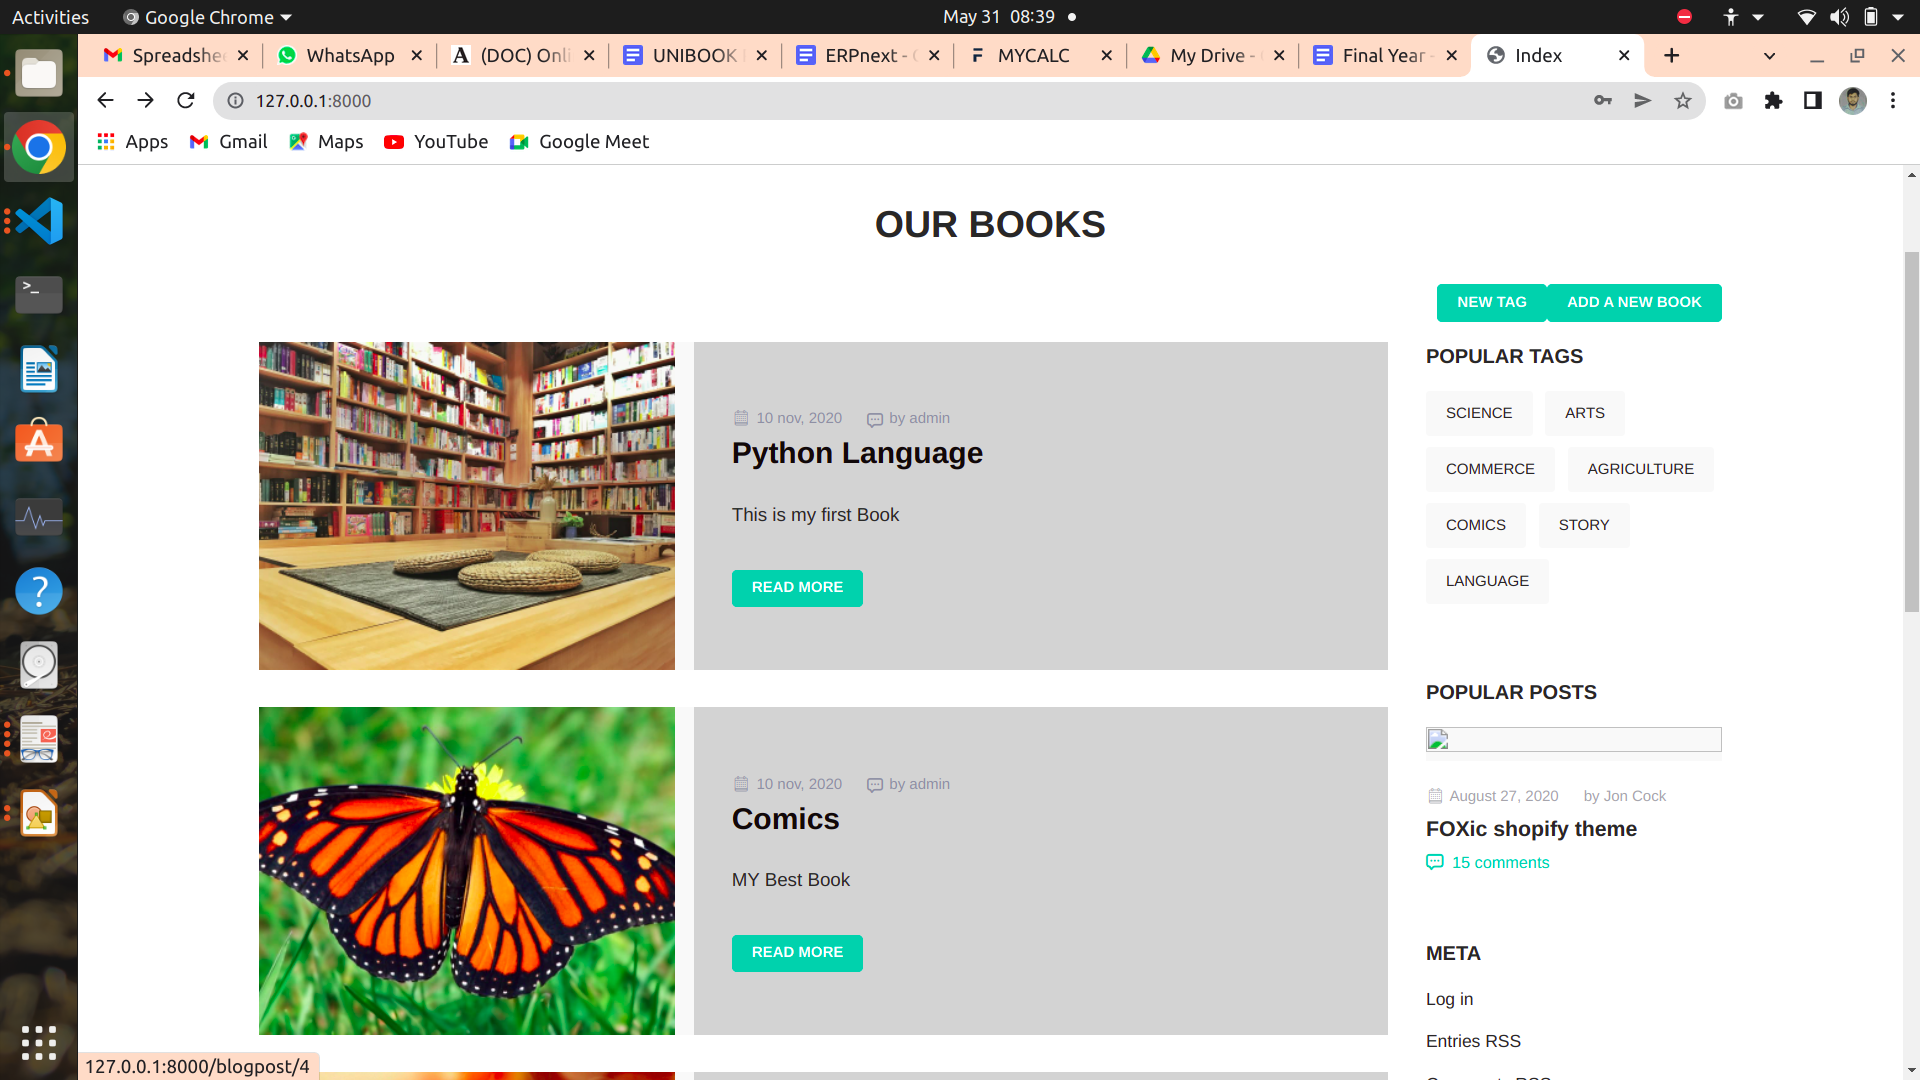 Activities
Google Chrome
May 31 08:39
Spreadshee
WhatsApp
(DOC) Onli
UNIBOOK
ERPnext -
MYCALC
My Drive -
Final Year -
Index
127.0.0.1:8000
Apps
Gmail
Maps
YouTube
Google Meet
OUR BOOKS
NEW TAG
ADD A NEW BOOK
10 nov, 2020
by admin
Python Language
This is my first Book
READ MORE
10 nov, 2020
by admin
Comics
MY Best Book
READ MORE
POPULAR TAGS
SCIENCE
ARTS
COMMERCE
AGRICULTURE
COMICS
STORY
LANGUAGE
POPULAR POSTS
August 27, 2020
by Jon Cock
FOXic shopify theme
15 comments
META
Log in
Entries RSS
127.0.0.1:8000/blogpost/4